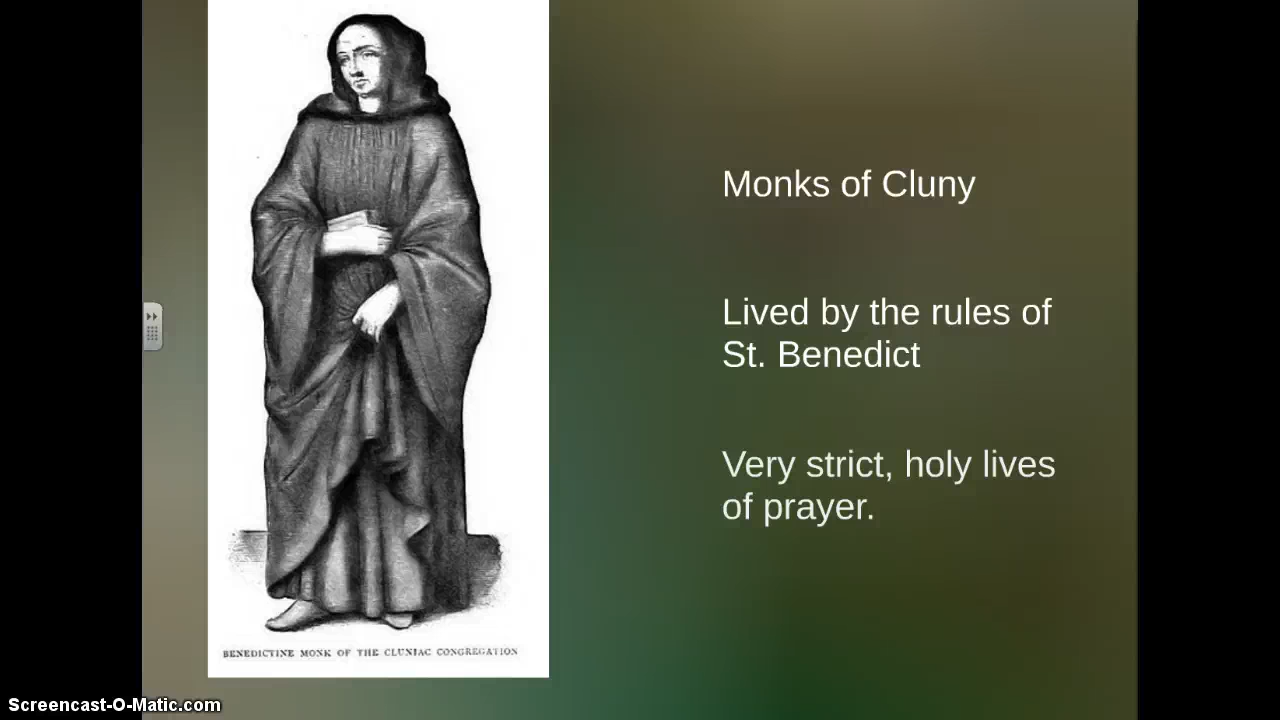 Monks of Cluny
Lived by the rules of
St. Benedict
Very strict, holy lives
of prayer.
BENEDICTINE MONK OF THE CLUNIAC CONGREGATION
Screencast-O-Matic.com